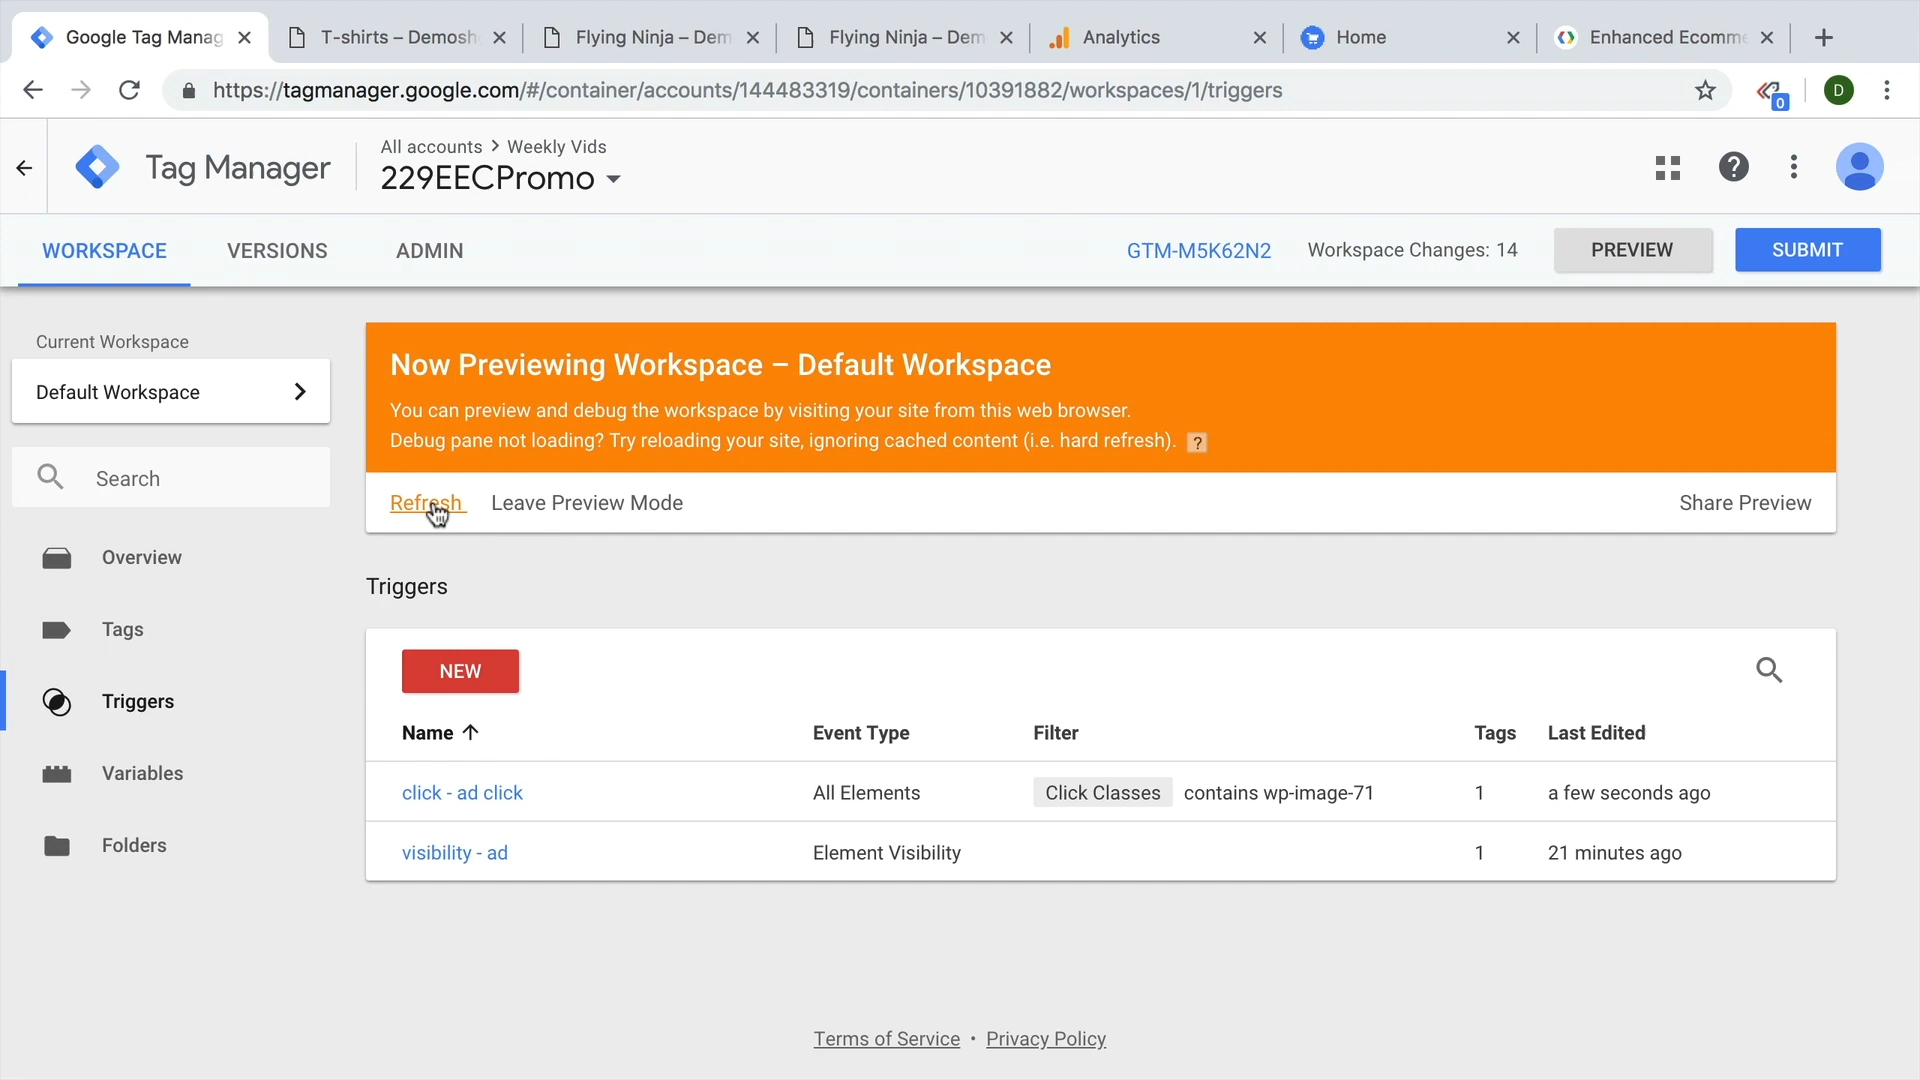 Google Tag Manag
T-shirts – Demosh
Flying Ninja – Dem
Flying Ninja – Dem
Analytics
Home
Enhanced Ecomme
https://tagmanager.google.com/#/container/accounts/144483319/containers/10391882/workspaces/1/triggers
0
D
Tag Manager
All accounts > Weekly Vids
229EECPromo
?
WORKSPACE
VERSIONS
ADMIN
GTM-M5K62N2
Workspace Changes: 14
PREVIEW
SUBMIT
Current Workspace
Default Workspace
Search
Overview
Tags
Triggers
Variables
Folders
Now Previewing Workspace – Default Workspace
You can preview and debug the workspace by visiting your site from this web browser.
Debug pane not loading? Try reloading your site, ignoring cached content (i.e. hard refresh). ?
Refresh Leave Preview Mode Share Preview
Triggers
NEW
Name Event Type Filter Tags Last Edited
click - ad click All Elements Click Classes contains wp-image-71 1 a few seconds ago
visibility - ad Element Visibility 1 21 minutes ago
Terms of Service • Privacy Policy